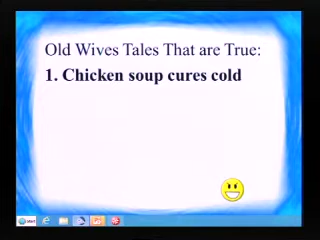 Old Wives Tales That are True:
1. Chicken soup cures cold